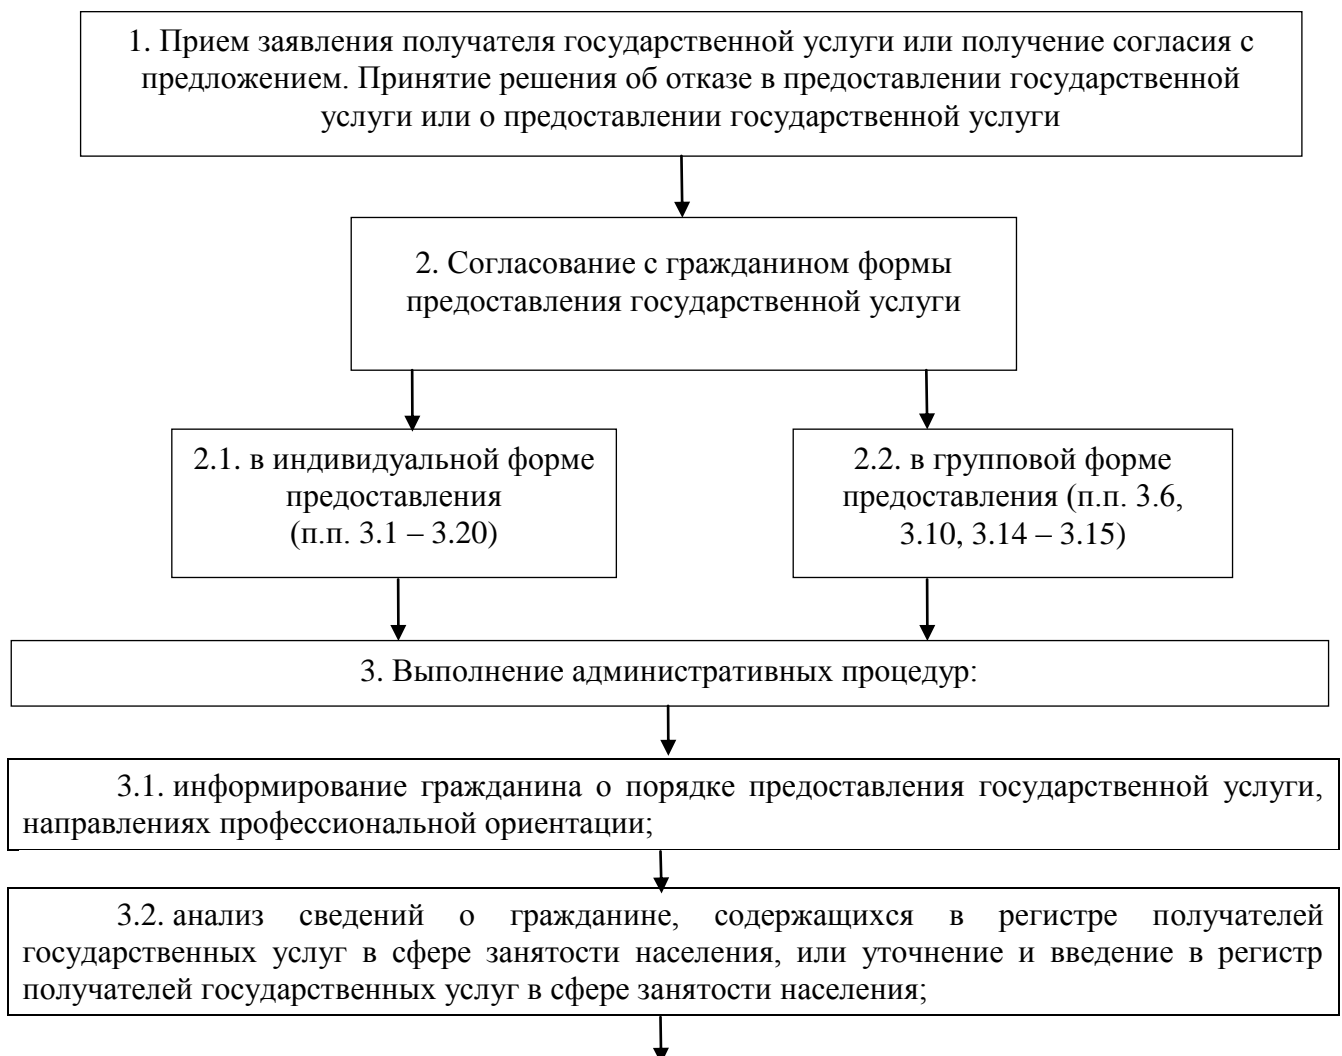 1. Прием заявления получателя государственной услуги или получение согласия с
предложением. Принятие решения об отказе в предоставлении государственной
услуги или о предоставлении государственной услуги
2. Согласование с гражданином формы
предоставления государственной услуги
2.1. в индивидуальной форме
предоставления
(п.п. 3.1 – 3.20)
2.2. в групповой форме
предоставления (п.п. 3.6,
3.10, 3.14 – 3.15)
3. Выполнение административных процедур:
3.1. информирование гражданина о порядке предоставления государственной услуги,
направлениях профессиональной ориентации;
3.2. анализ сведений о гражданине, содержащихся в регистре получателей
государственных услуг в сфере занятости населения, или уточнение и введение в регистр
получателей государственных услуг в сфере занятости населения;